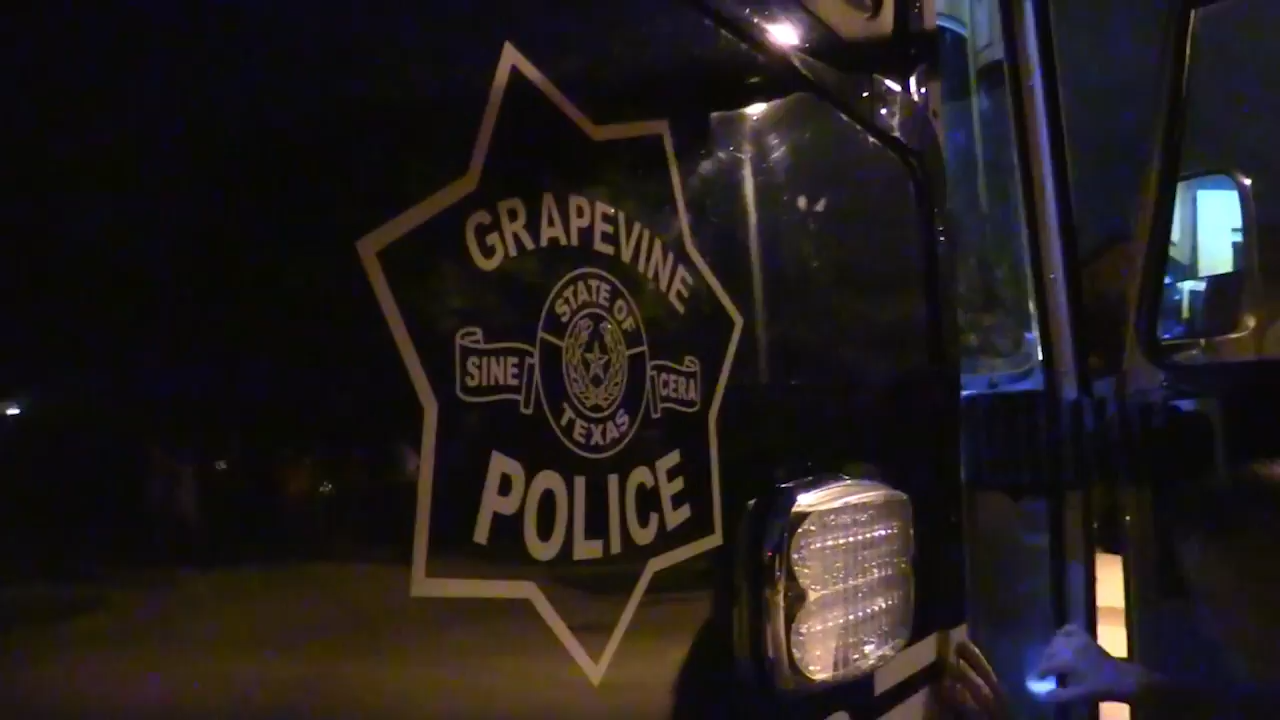 GRAPEVINE
STATE OF
SINE CERA
TEXAS
POLICE